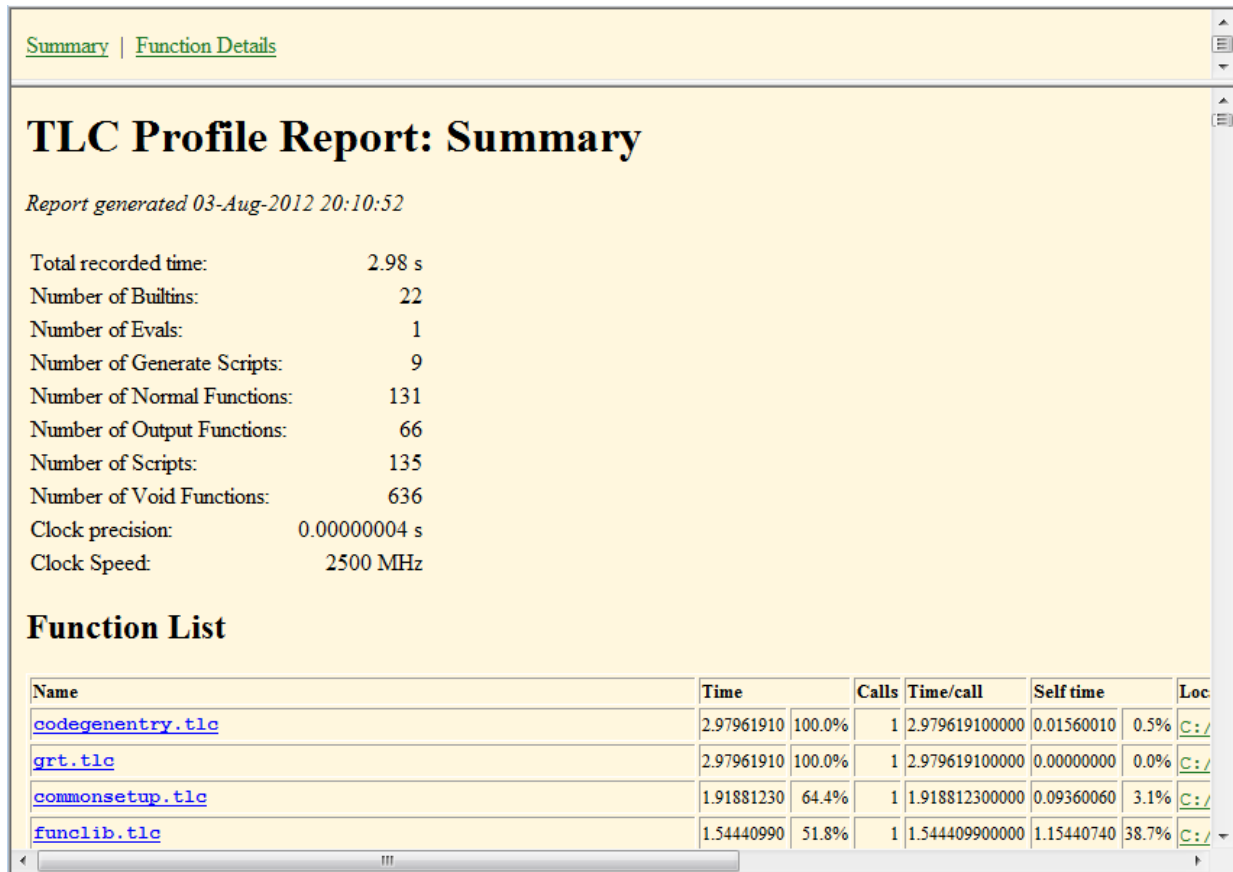 Summary | Function Details
TLC Profile Report: Summary
Report generated 03-Aug-2012 20:10:52
Total recorded time: 2.98 s
Number of Builtins: 22
Number of Evals: 1
Number of Generate Scripts: 9
Number of Normal Functions: 131
Number of Output Functions: 66
Number of Scripts: 135
Number of Void Functions: 636
Clock precision: 0.00000004 s
Clock Speed: 2500 MHz
Function List
Name Time Calls Time/call Self time Loc
codegenentry.tlc 2.97961910 100.0% 1 2.979619100000 0.01560010 0.5% C:/
grt.tlc 2.97961910 100.0% 1 2.979619100000 0.00000000 0.0% C:/
commonsetup.tlc 1.91881230 64.4% 1 1.918812300000 0.09360060 3.1% C:/
funclib.tlc 1.54440990 51.8% 1 1.544409900000 1.15440740 38.7% C:/